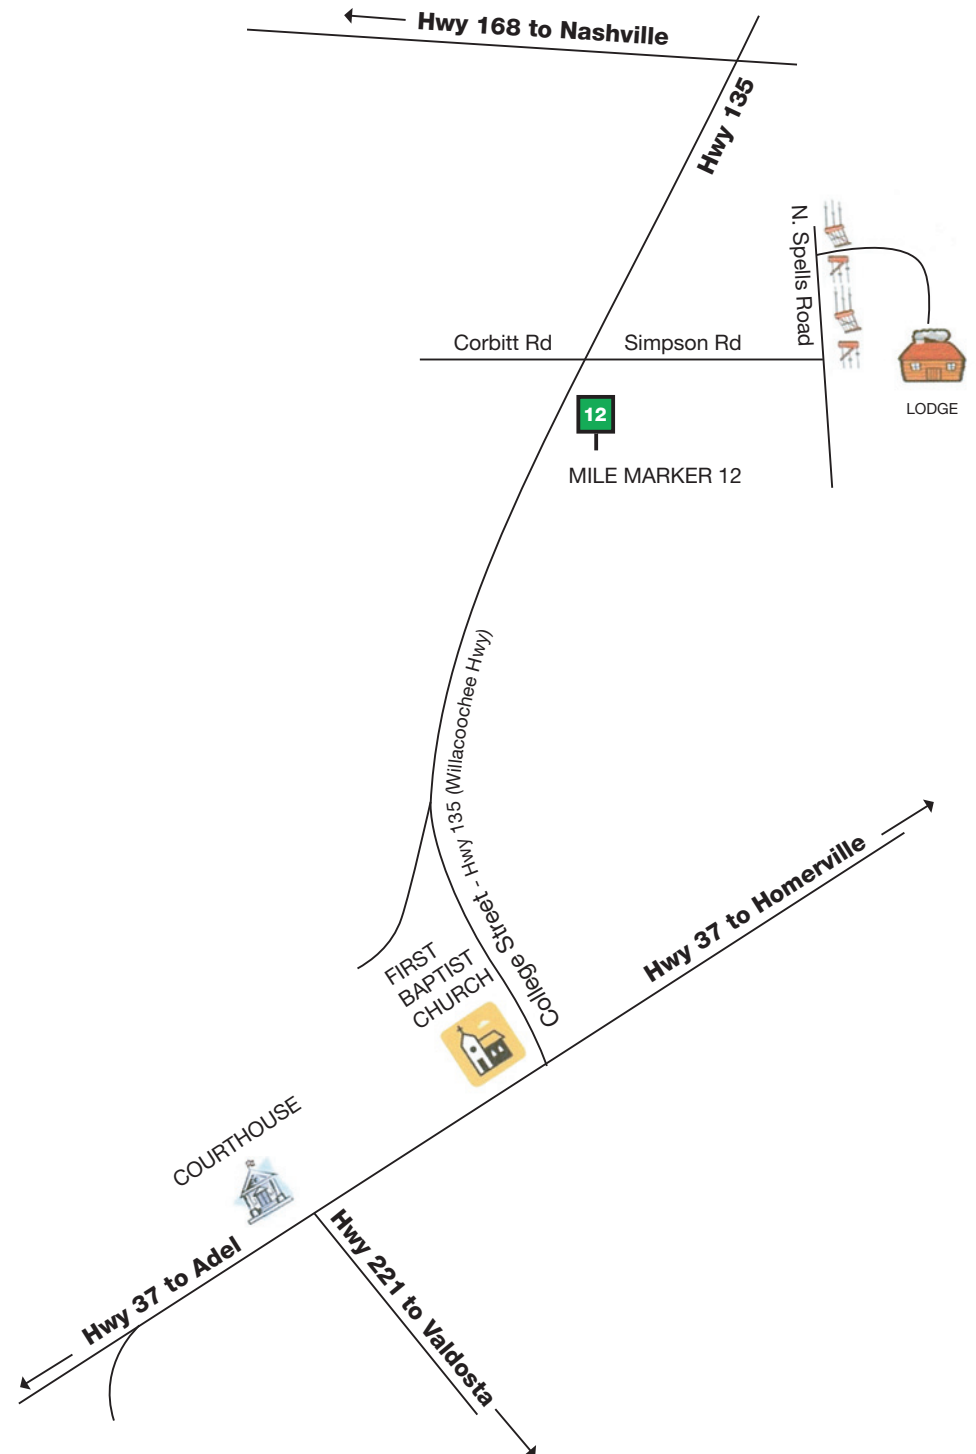 Hwy 168 to Nashville
Hwy 135
N. Spells Road
Corbitt Rd
Simpson Rd
12
LODGE
MILE MARKER 12
College Street - Hwy 135 (Willacoochee Hwy)
Hwy 37 to Homerville
FIRST
BAPTIST
CHURCH
COURTHOUSE
Hwy 37 to Adel
Hwy 221 to Valdosta